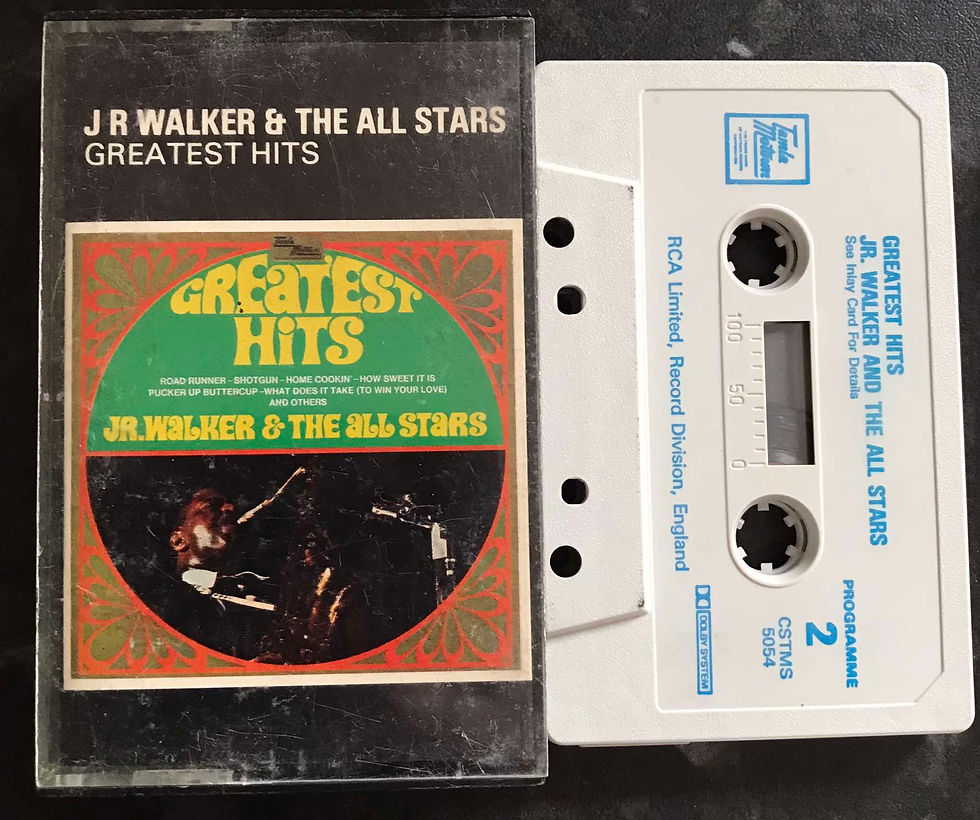 J R WALKER & THE ALL STARS
GREATEST HITS
GREATEST
HITS
ROAD RUNNER - SHOTGUN - HOME COOKIN' - HOW SWEET IT IS
PUCKER UP BUTTERCUP - WHAT DOES IT TAKE (TO WIN YOUR LOVE)
AND OTHERS
JR. WALKER & THE ALL STARS
Tamla
Motown
GREATEST HITS
JR. WALKER AND THE ALL STARS
See Inlay Card For Details
100 50 0
RCA Limited, Record Division, England
PROGRAMME
2
CSTMS
5054
DOLBY SYSTEM